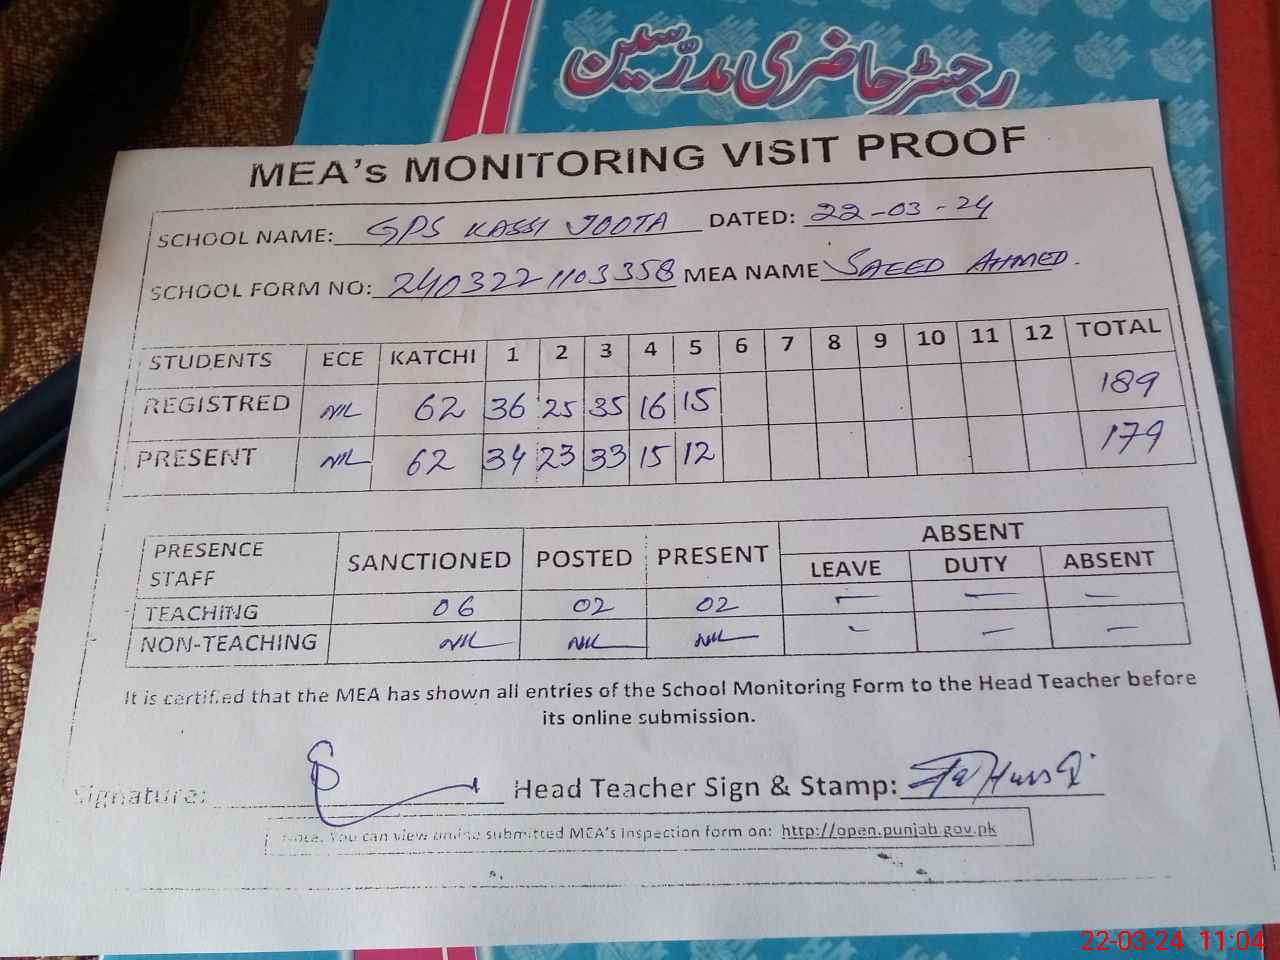 رجسٹر حاضری مدرسین
MEA's MONITORING VISIT PROOF
SCHOOL NAME: GPS KASSI JOOTA DATED: 22-03-24
SCHOOL FORM NO: 2403221103358 MEA NAME SAEED AHMED.
STUDENTS ECE KATCHI 1 2 3 4 5 6 7 8 9 10 11 12 TOTAL
REGISTRED NIL 62 36 25 35 16 15 189
PRESENT NIL 62 34 23 33 15 12 179
PRESENCE STAFF SANCTIONED POSTED PRESENT ABSENT
LEAVE DUTY ABSENT
TEACHING 06 02 02 — — —
NON-TEACHING NIL NIL NIL - — —
It is certified that the MEA has shown all entries of the School Monitoring Form to the Head Teacher before
its online submission.
Signature: Head Teacher Sign & Stamp:
Note. You can view online submitted MEA's inspection form on: http://open.punjab.gov.pk
22-03-24 11:04